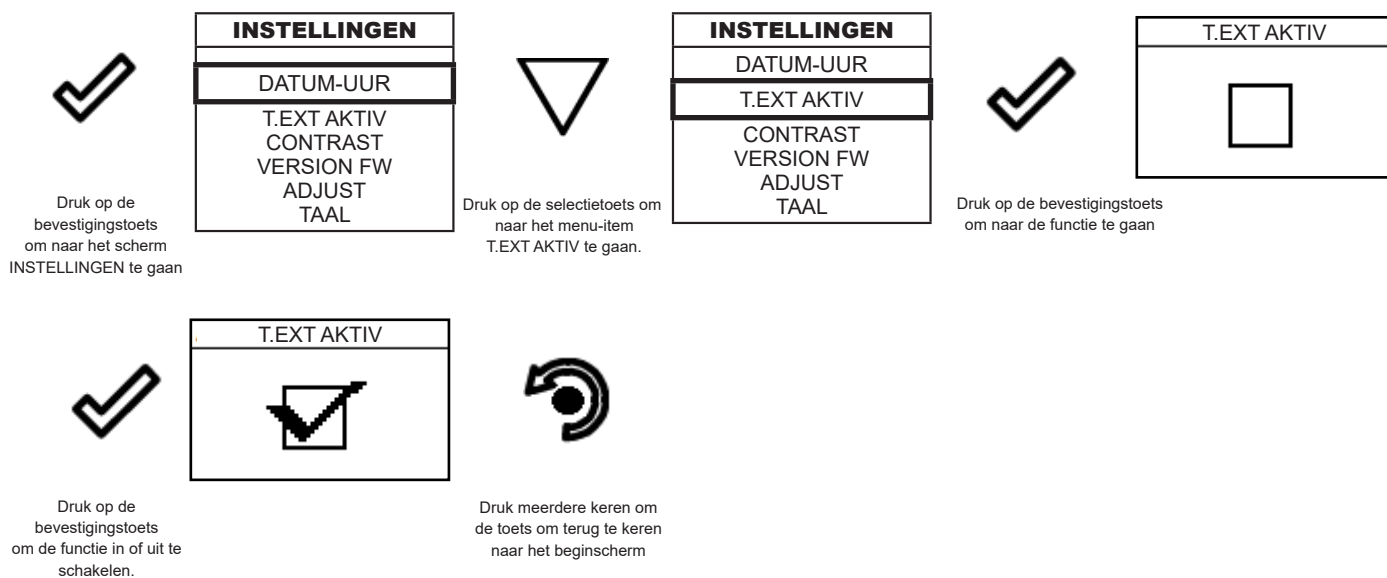 INSTELLINGEN
DATUM-UUR
T.EXT AKTIV
CONTRAST
VERSION FW
ADJUST
TAAL
INSTELLINGEN
DATUM-UUR
T.EXT AKTIV
CONTRAST
VERSION FW
ADJUST
TAAL
T.EXT AKTIV
Druk op de
bevestigingstoets
om naar het scherm
INSTELLINGEN te gaan
Druk op de selectietoets om
naar het menu-item
T.EXT AKTIV te gaan.
Druk op de bevestigingstoets
om naar de functie te gaan
T.EXT AKTIV
Druk op de
bevestigingstoets
om de functie in of uit te
schakelen.
Druk meerdere keren om
de toets om terug te keren
naar het beginscherm